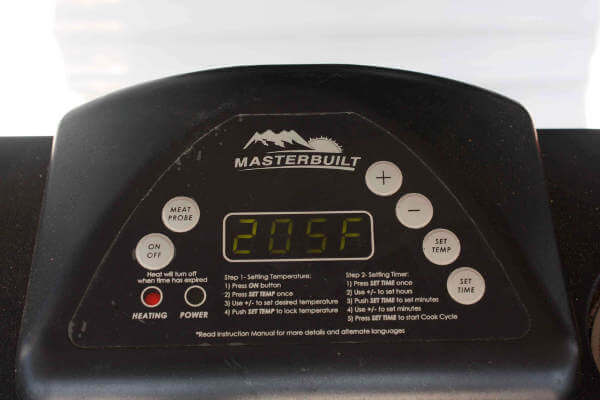 MASTERBUILT
+
−
MEAT
PROBE
ON
OFF
205F
SET
TEMP
SET
TIME
Heat will turn off
when time has expired
HEATING
POWER
Step 1- Setting Temperature:
1) Press ON button
2) Press SET TEMP once
3) Use +/- to set desired temperature
4) Push SET TEMP to lock temperature
Step 2- Setting Timer:
1) Press SET TIME once
2) Use +/- to set hours
3) Push SET TIME to set minutes
4) Use +/- to set minutes
5) Press SET TIME to start Cook Cycle
*Read Instruction Manual for more details and alternate languages